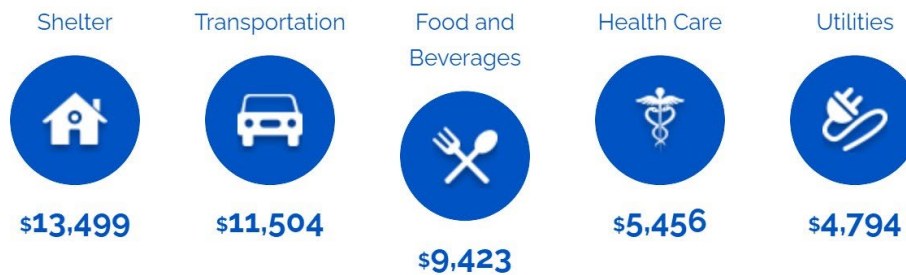 Shelter
$13,499
Transportation
$11,504
Food and
Beverages
$9,423
Health Care
$5,456
Utilities
$4,794